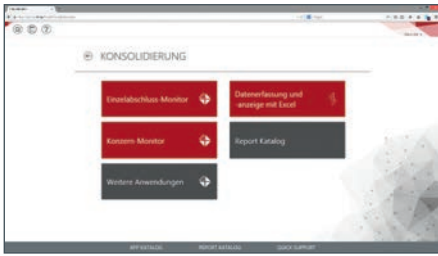 KONSOLIDIERUNG
Einzelabschluss-Monitor
Datenerfassung und
-anzeige mit Excel
Konzern-Monitor
Report Katalog
Weitere Anwendungen
APP KATALOG REPORT KATALOG QUICK SUPPORT